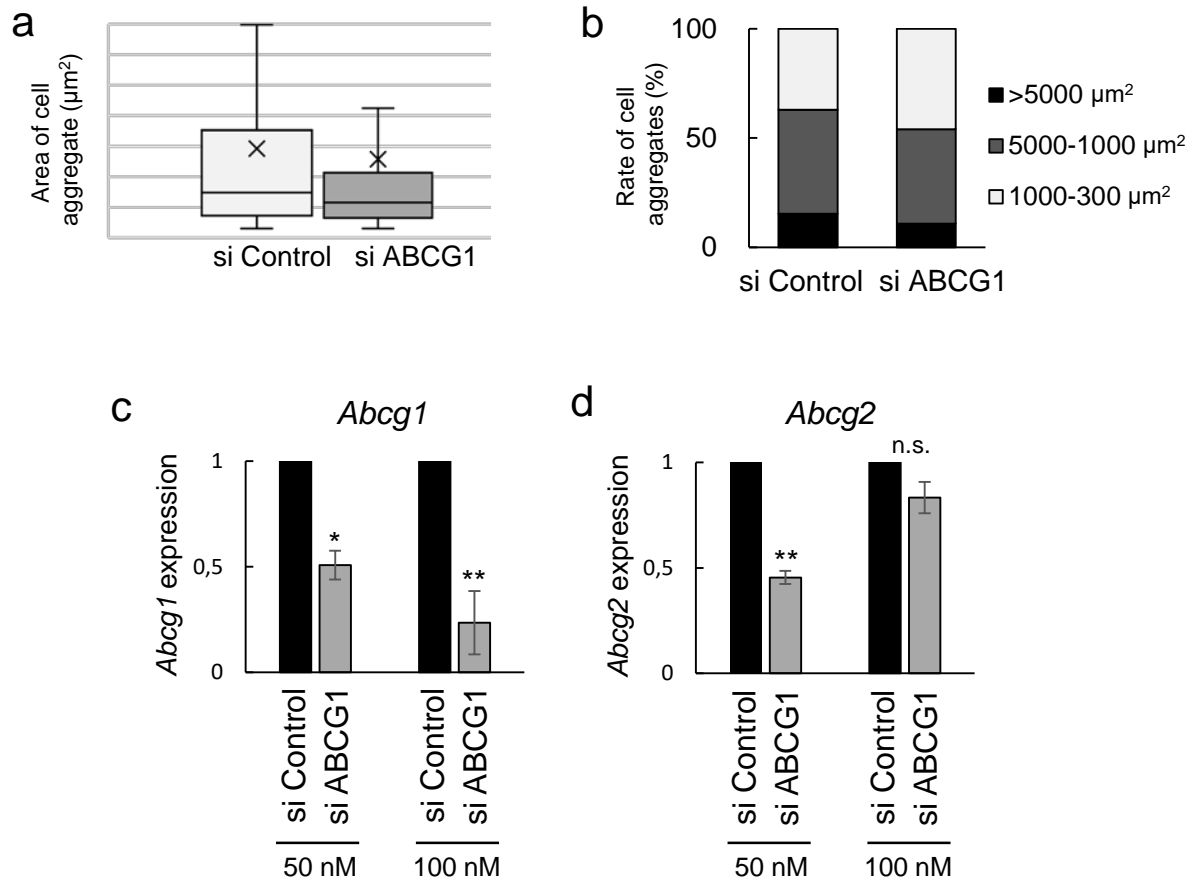 a
Area of cell
aggregate (µm²)
si Control
si ABCG1
b
Rate of cell
aggregates (%)
100
50
0
si Control
si ABCG1
>5000 µm²
5000-1000 µm²
1000-300 µm²
c
Abcg1
Abcg1 expression
1
0,5
0
*
**
si Control
si ABCG1
si Control
si ABCG1
50 nM
100 nM
d
Abcg2
Abcg2 expression
1
0,5
0
**
n.s.
si Control
si ABCG1
si Control
si ABCG1
50 nM
100 nM